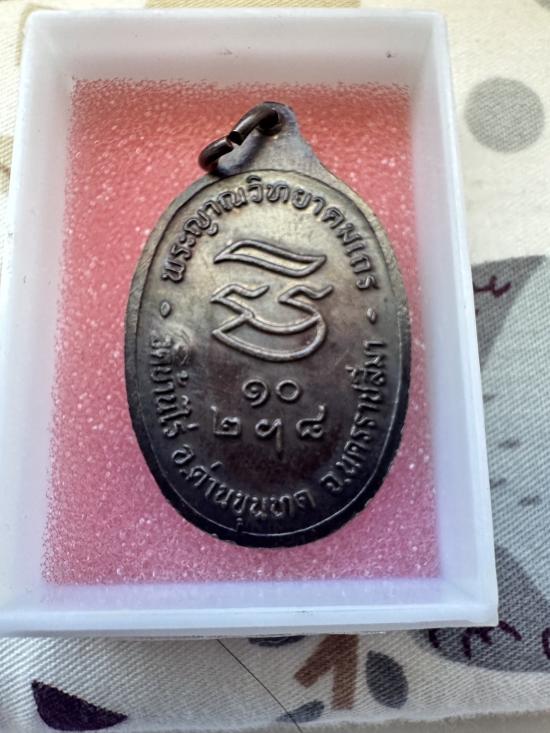 พระญาณวิทยาคมเถร
๑๐
๒ ฯ ๘
วัดบ้านไร่ อ.ด่านขุนทด จ.นครราชสีมา